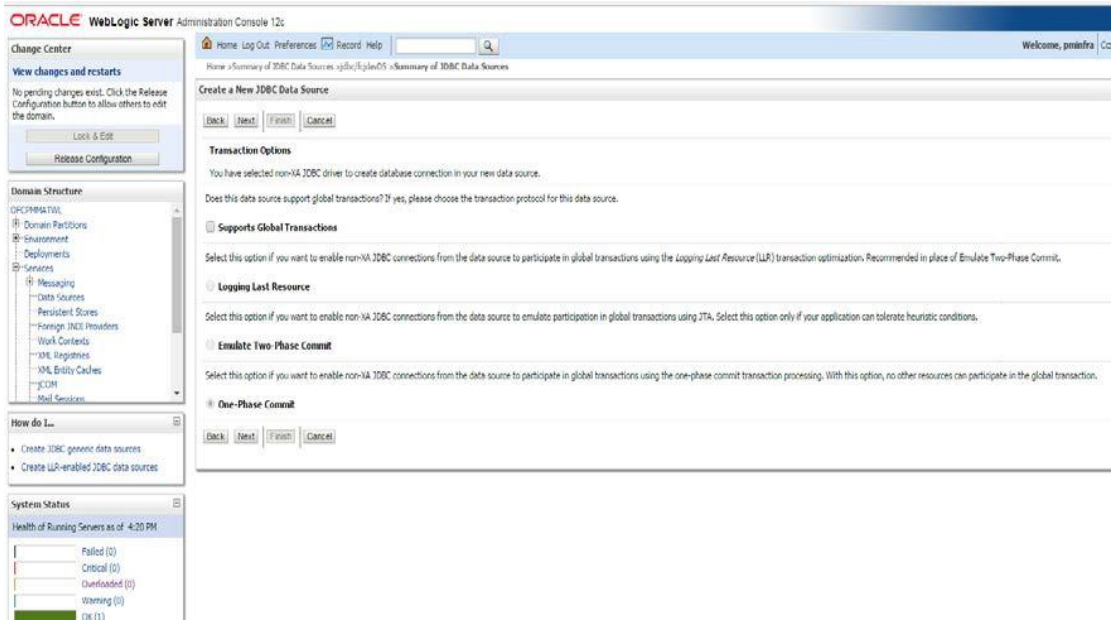 ORACLE WebLogic Server Administration Console 12c
Change Center
View changes and restarts
No pending changes exist. Click the Release
Configuration button to allow others to edit
the domain.
Lock & Edit
Release Configuration
Domain Structure
OFCPMMATWL
Domain Partitions
Environment
Deployments
Services
Messaging
Data Sources
Persistent Stores
Foreign JNDI Providers
Work Contexts
XML Registries
XML Entity Caches
jCOM
Mail Sessions
How do I...
Create JDBC generic data sources
Create LLR-enabled JDBC data sources
System Status
Health of Running Servers as of 4:20 PM
Failed (0)
Critical (0)
Overloaded (0)
Warning (0)
OK (1)
Home Log Out Preferences Record Help
Welcome, pminfra
Home >Summary of JDBC Data Sources >jdbc/fcjdevDS >Summary of JDBC Data Sources
Create a New JDBC Data Source
Back Next Finish Cancel
Transaction Options
You have selected non-XA JDBC driver to create database connection in your new data source.
Does this data source support global transactions? If yes, please choose the transaction protocol for this data source.
Supports Global Transactions
Select this option if you want to enable non-XA JDBC connections from the data source to participate in global transactions using the Logging Last Resource (LLR) transaction optimization. Recommended in place of Emulate Two-Phase Commit.
Logging Last Resource
Select this option if you want to enable non-XA JDBC connections from the data source to emulate participation in global transactions using JTA. Select this option only if your application can tolerate heuristic conditions.
Emulate Two-Phase Commit
Select this option if you want to enable non-XA JDBC connections from the data source to participate in global transactions using the one-phase commit transaction processing. With this option, no other resources can participate in the global transaction.
One-Phase Commit
Back Next Finish Cancel